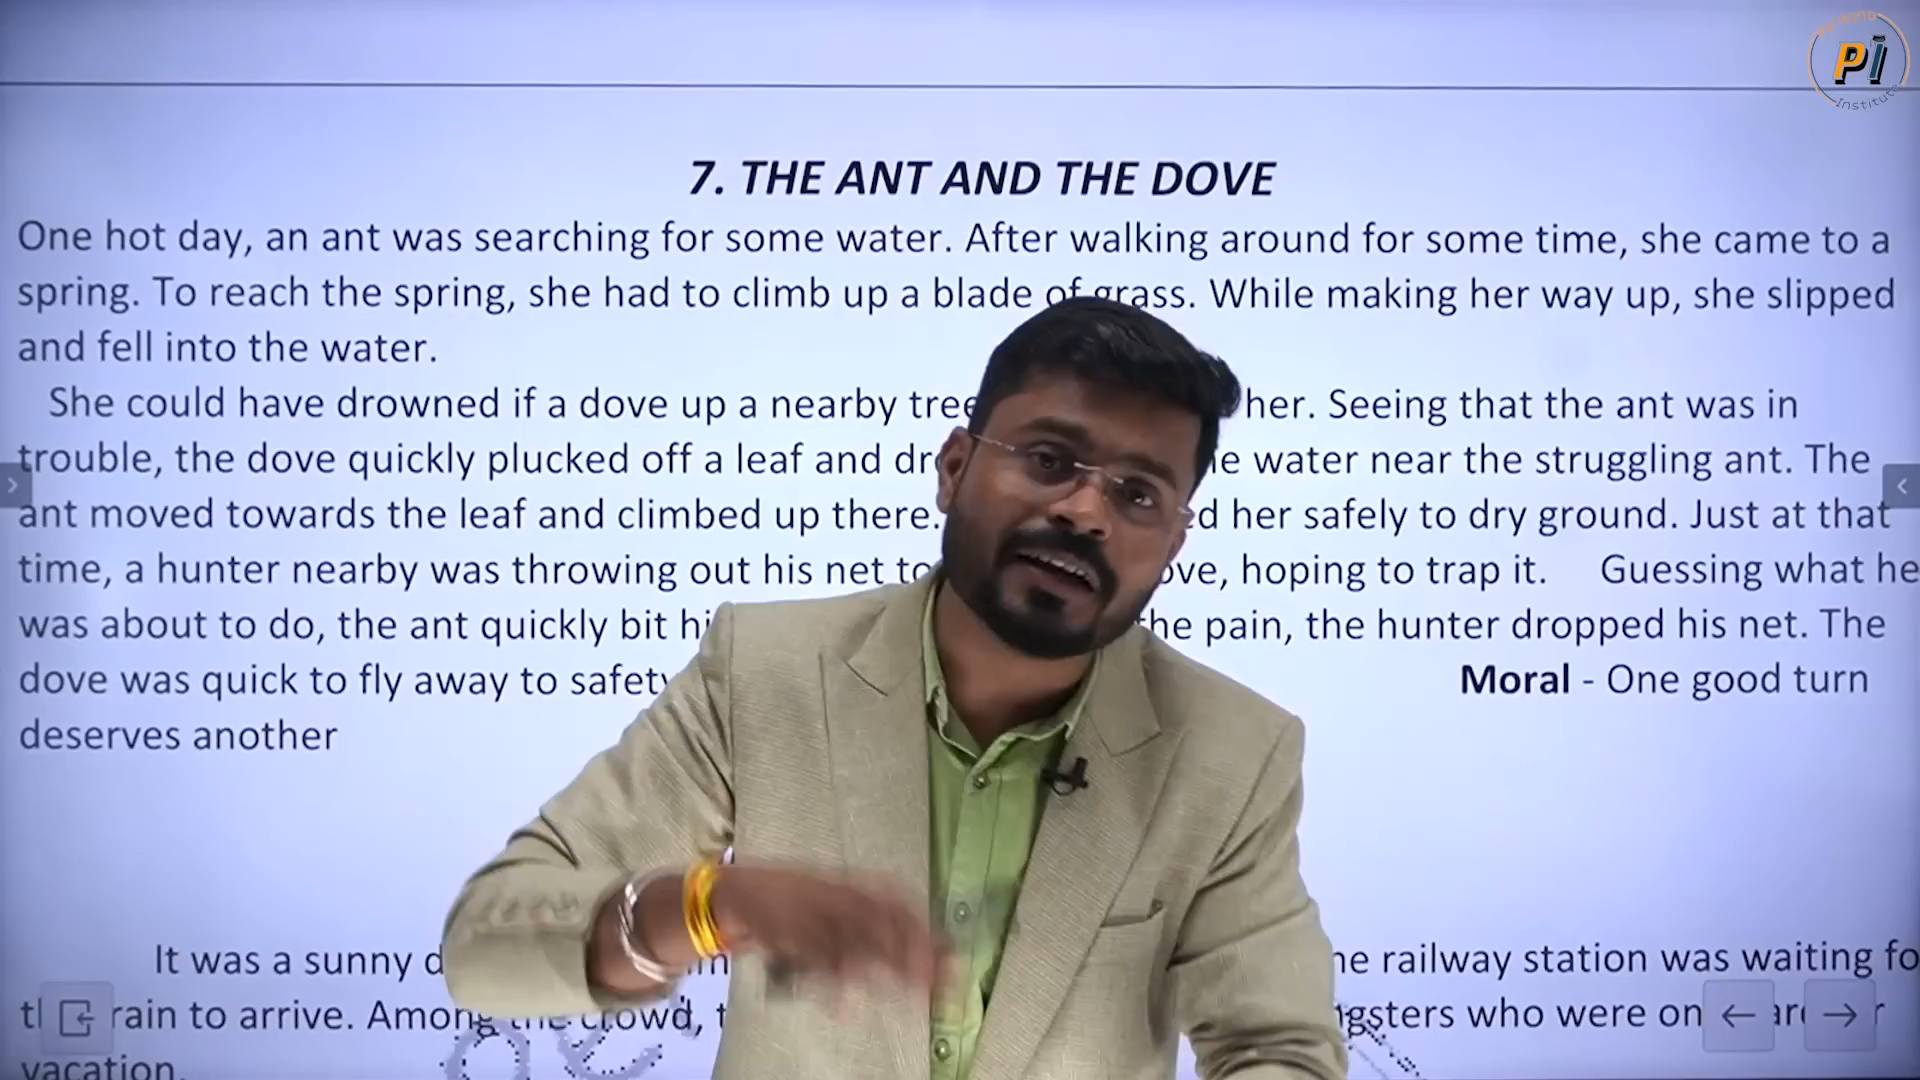 PI
Institute
7. THE ANT AND THE DOVE
One hot day, an ant was searching for some water. After walking around for some time, she came to a
spring. To reach the spring, she had to climb up a blade of grass. While making her way up, she slipped
and fell into the water.
She could have drowned if a dove up a nearby tree her. Seeing that the ant was in
trouble, the dove quickly plucked off a leaf and water near the struggling ant. The
ant moved towards the leaf and climbed up there. her safely to dry ground. Just at that
time, a hunter nearby was throwing out his net hoping to trap it. Guessing what he
was about to do, the ant quickly bit the pain, the hunter dropped his net. The
dove was quick to fly away to safety Moral - One good turn
deserves another
It was a sunny railway station was waiting
to arrive. Among the crowd, who were on
vacation.